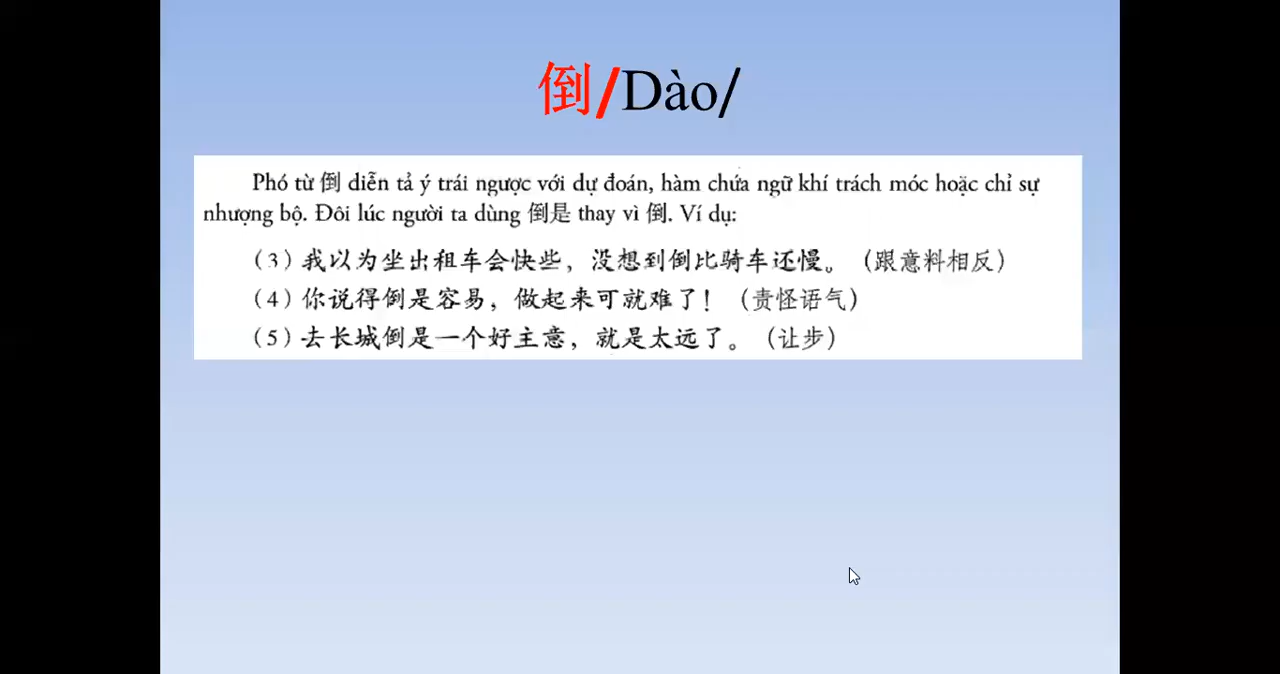 倒/Dào/
Phó từ 倒 diễn tả ý trái ngược với dự đoán, hàm chứa ngữ khí trách móc hoặc chỉ sự
nhượng bộ. Đôi lúc người ta dùng 倒是 thay vì 倒. Ví dụ:
（3）我以为坐出租车会快些，没想到倒比骑车还慢。（跟意料相反）
（4）你说得倒是容易，做起来可就难了！（责怪语气）
（5）去长城倒是一个好主意，就是太远了。（让步）